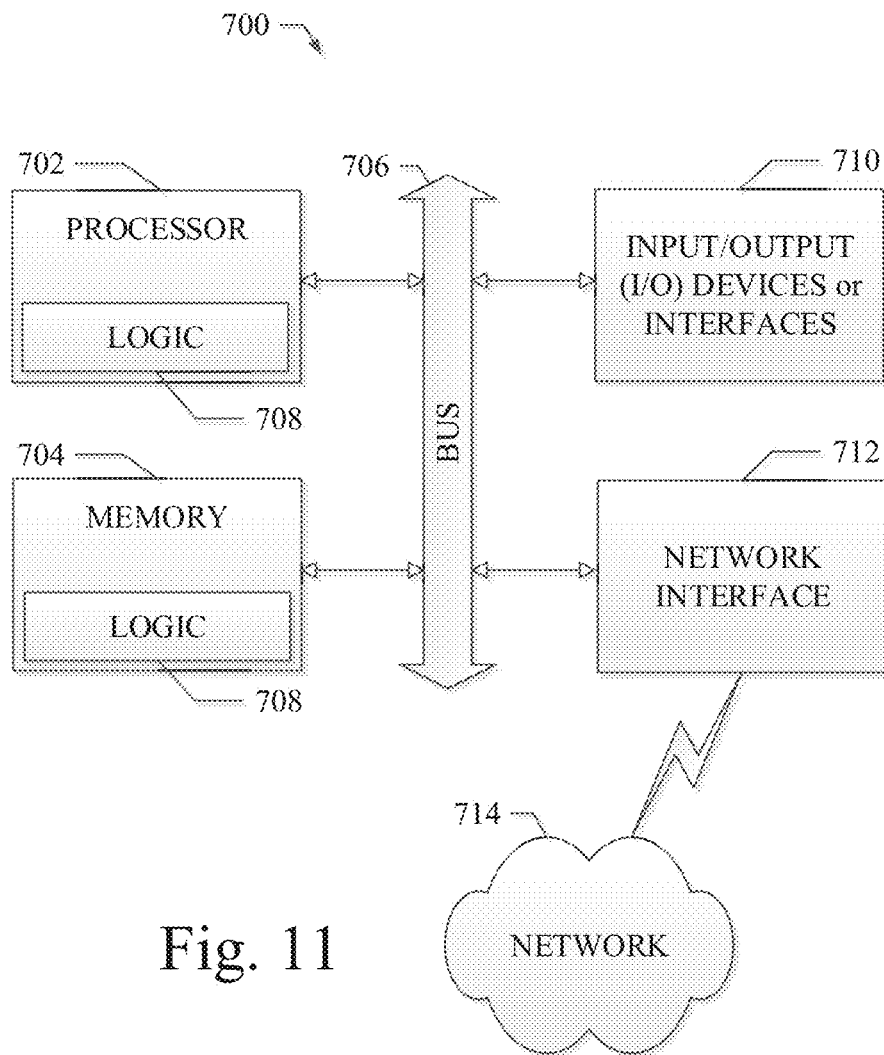 700
702
706
710
PROCESSOR
INPUT/OUTPUT
(I/O) DEVICES or
INTERFACES
LOGIC
708
BUS
704
712
MEMORY
NETWORK
INTERFACE
LOGIC
708
714
NETWORK
Fig. 11